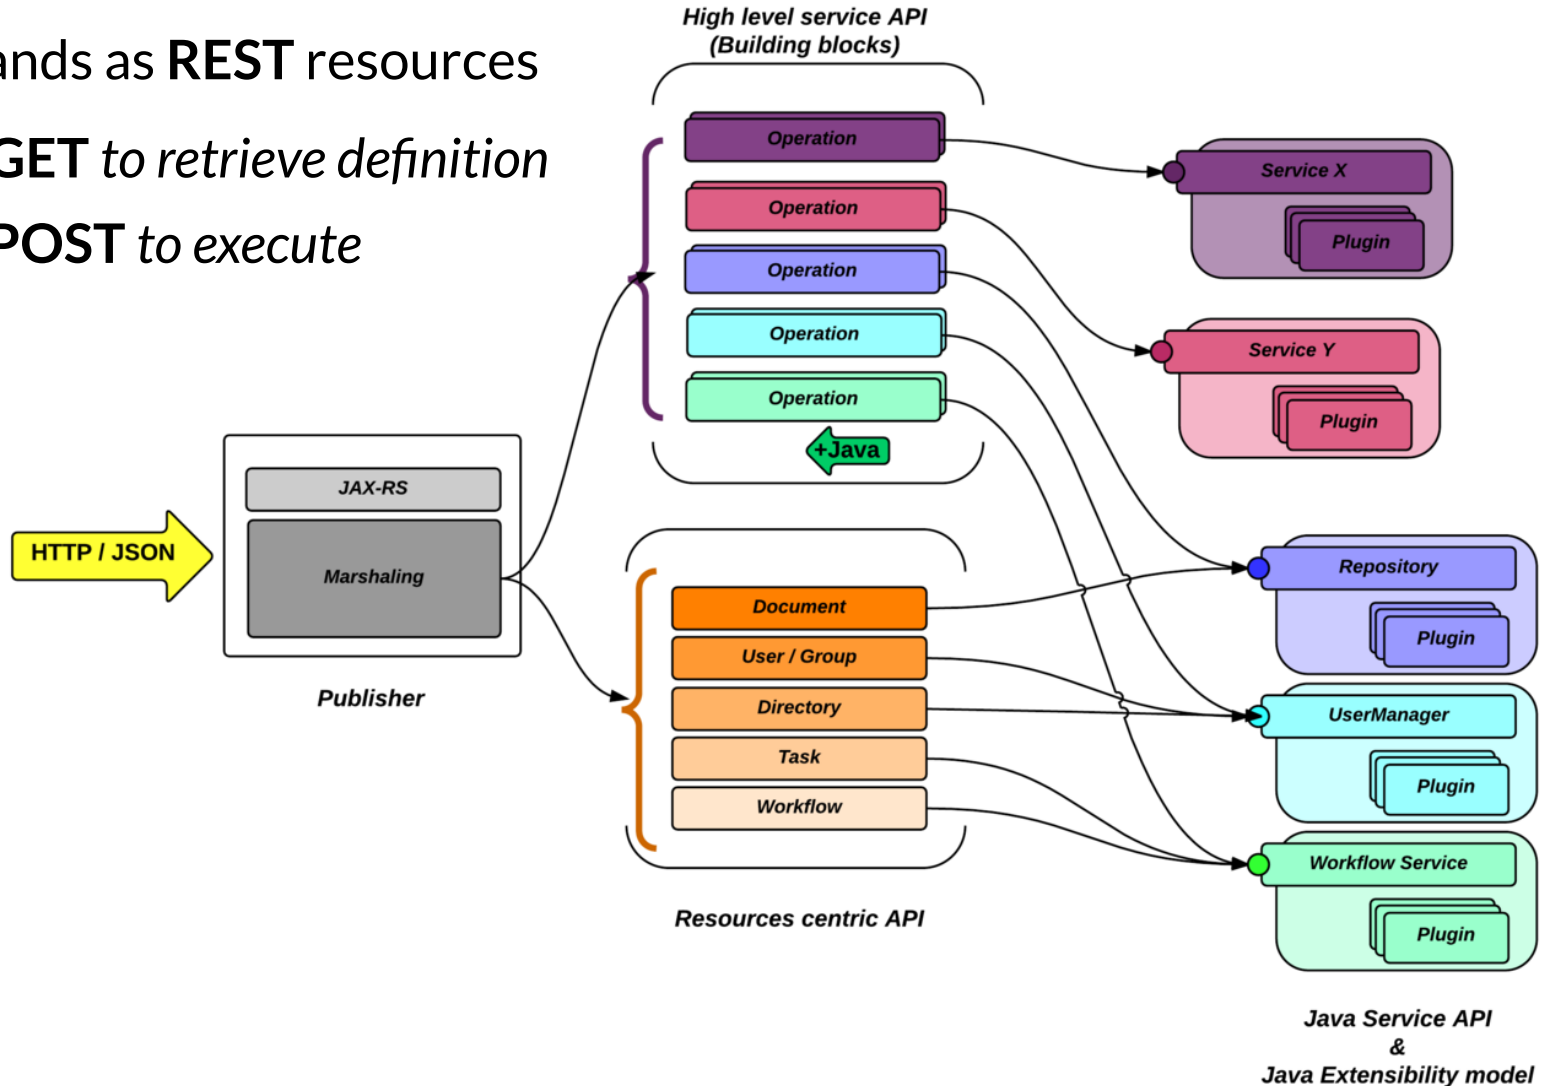 ands as REST resources
GET to retrieve definition
POST to execute
High level service API
(Building blocks)
Operation
Operation
Operation
Operation
Operation
+Java
HTTP / JSON
JAX-RS
Marshaling
Publisher
Document
User / Group
Directory
Task
Workflow
Resources centric API
Service X
Plugin
Service Y
Plugin
Repository
Plugin
UserManager
Plugin
Workflow Service
Plugin
Java Service API
&
Java Extensibility model